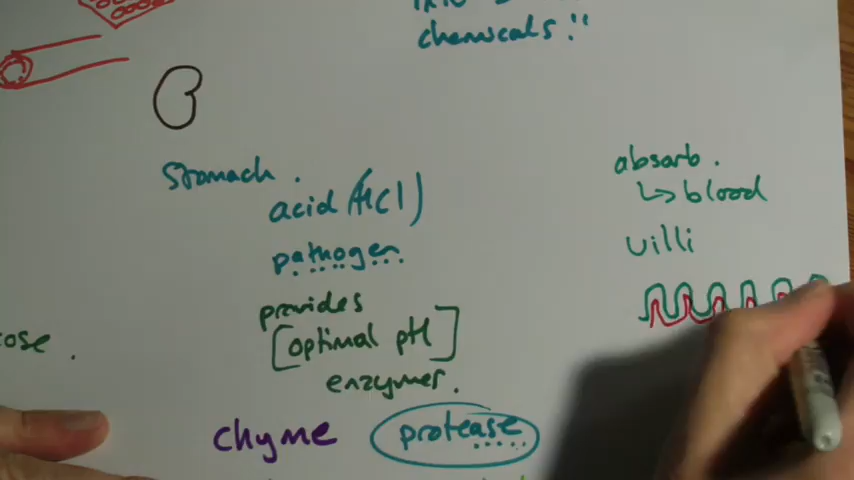 chemicals!!
stomach.
acid (HCl)
pathogen
provides
[optimal pH]
enzymes.
chyme
protease
absorb.
↳ blood
villi